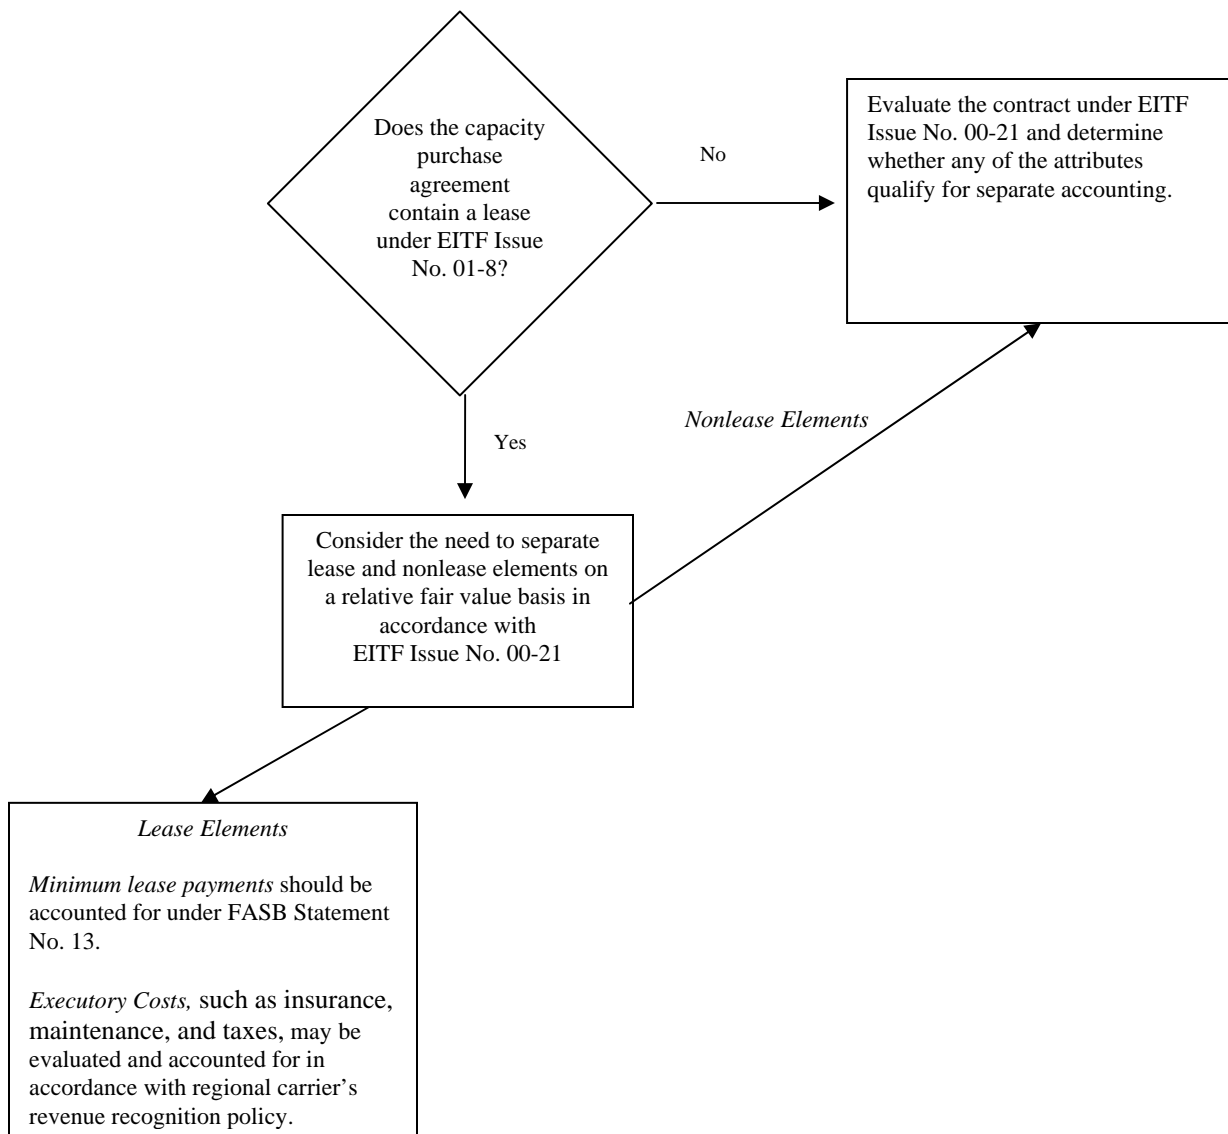 Does the capacity
purchase
agreement
contain a lease
under EITF Issue
No. 01-8?
No
Evaluate the contract under EITF
Issue No. 00-21 and determine
whether any of the attributes
qualify for separate accounting.
Yes
Nonlease Elements
Consider the need to separate
lease and nonlease elements on
a relative fair value basis in
accordance with
EITF Issue No. 00-21
Lease Elements
Minimum lease payments should be
accounted for under FASB Statement
No. 13.
Executory Costs, such as insurance,
maintenance, and taxes, may be
evaluated and accounted for in
accordance with regional carrier’s
revenue recognition policy.